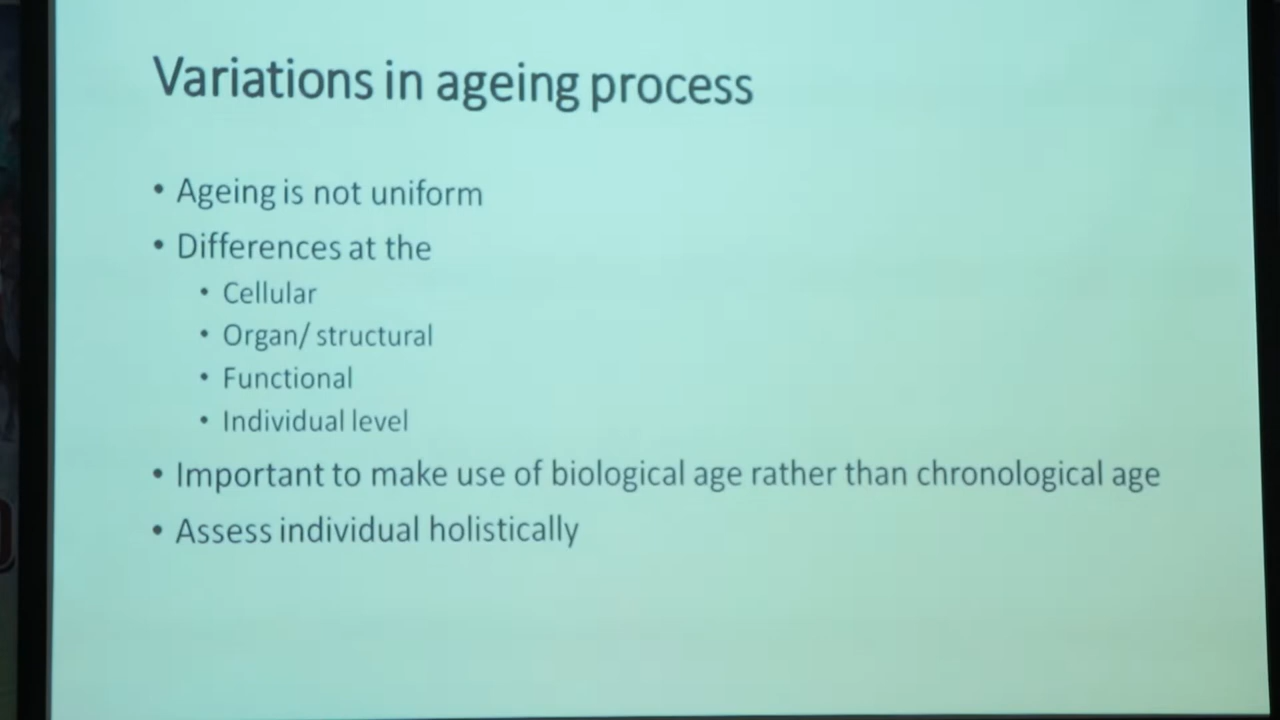 Variations in ageing process
• Ageing is not uniform
• Differences at the
• Cellular
• Organ/ structural
• Functional
• Individual level
• Important to make use of biological age rather than chronological age
• Assess individual holistically